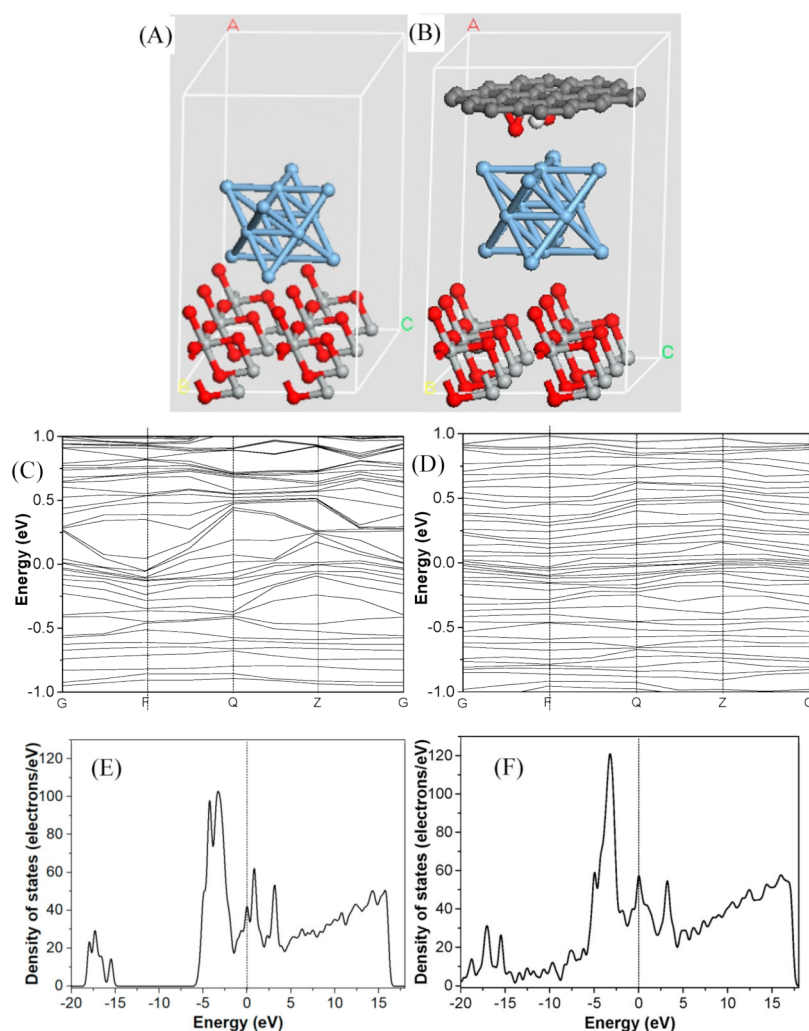 (A)
A
B
C
(B)
A
B
C
(C)
1.0
0.5
0.0
-0.5
-1.0
Energy (eV)
G F Q Z G
(D)
1.0
0.5
0.0
-0.5
-1.0
Energy (eV)
G F Q Z G
(E)
120
100
80
60
40
20
0
Density of states (electrons/eV)
-20 -15 -10 -5 0 5 10 15
Energy (eV)
(F)
120
100
80
60
40
20
0
Density of states (electrons/eV)
-20 -15 -10 -5 0 5 10 15
Energy (eV)